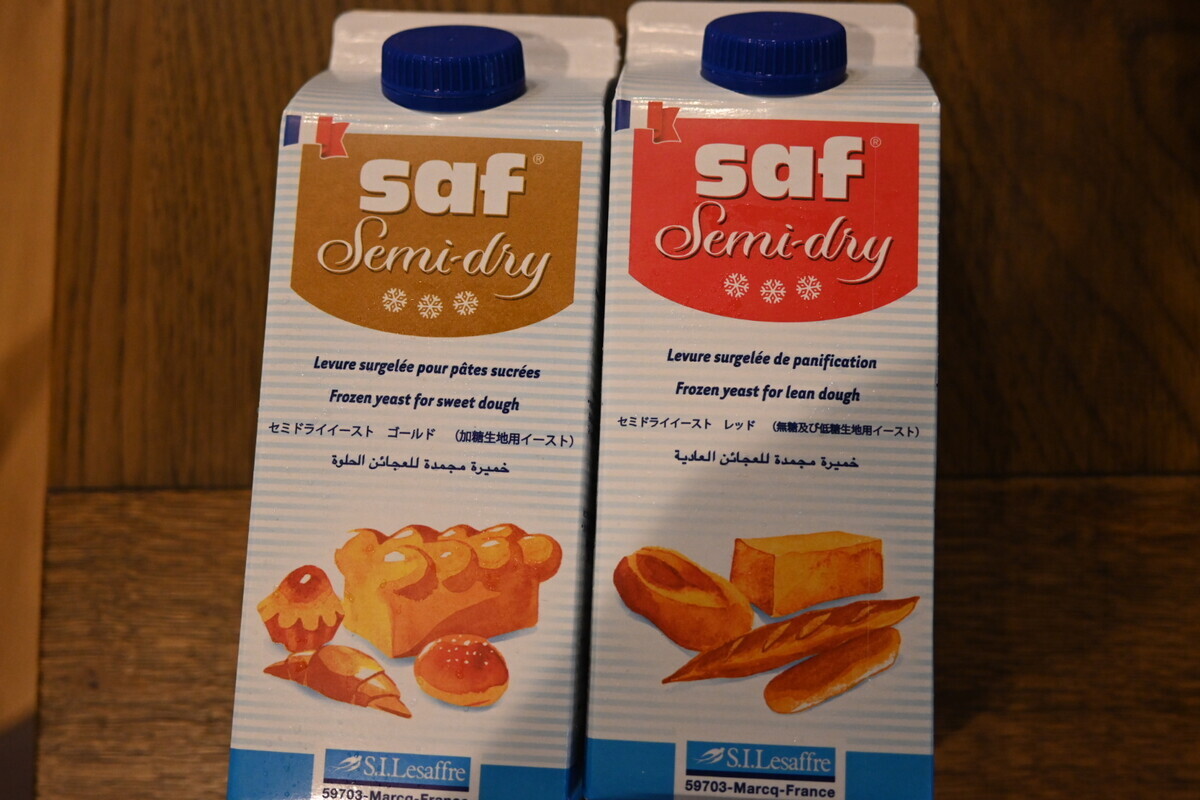 saf®
Semi-dry
Levure surgelée pour pâtes sucrées
Frozen yeast for sweet dough
セミドライイースト ゴールド (加糖生地用イースト)
خميرة مجمدة للعجائن الحلوة
S.I.Lesaffre
59703-Marcq-France
saf®
Semi-dry
Levure surgelée de panification
Frozen yeast for lean dough
セミドライイースト レッド (無糖及び低糖生地用イースト)
خميرة مجمدة للعجائن العادية
S.I.Lesaffre
59703-Marcq-France